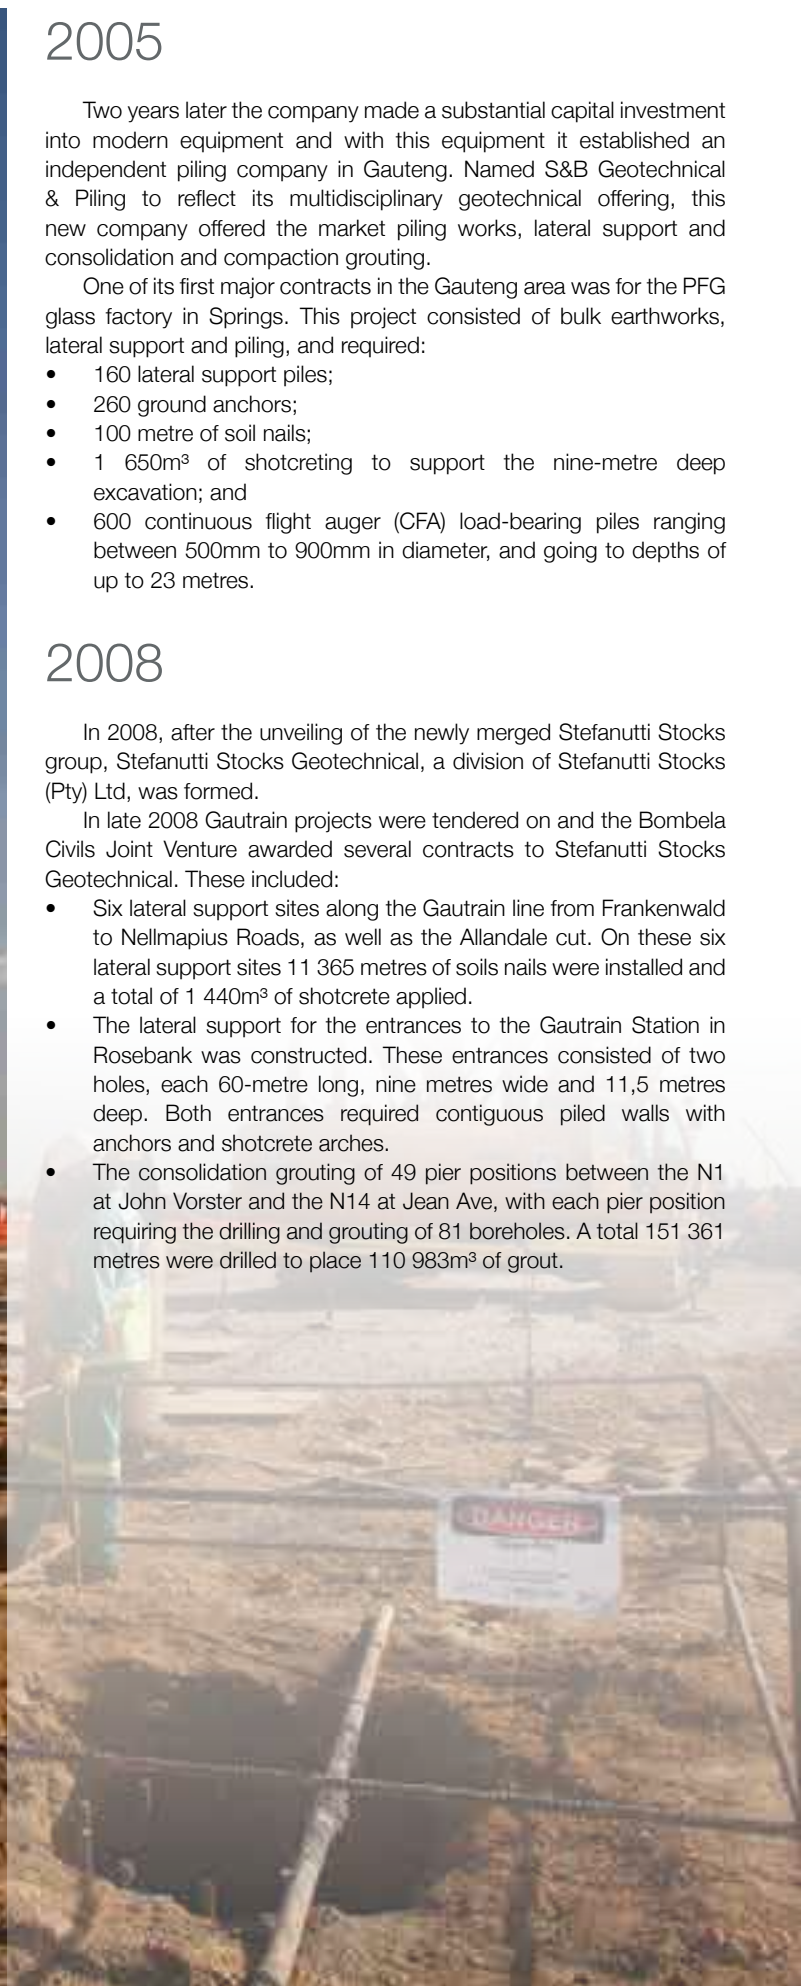 2005
Two years later the company made a substantial capital investment
into modern equipment and with this equipment it established an
independent piling company in Gauteng. Named S&B Geotechnical
& Piling to reflect its multidisciplinary geotechnical offering, this
new company offered the market piling works, lateral support and
consolidation and compaction grouting.
One of its first major contracts in the Gauteng area was for the PFG
glass factory in Springs. This project consisted of bulk earthworks,
lateral support and piling, and required:
• 160 lateral support piles;
• 260 ground anchors;
• 100 metre of soil nails;
• 1 650m³ of shotcreting to support the nine-metre deep
excavation; and
• 600 continuous flight auger (CFA) load-bearing piles ranging
between 500mm to 900mm in diameter, and going to depths of
up to 23 metres.
2008
In 2008, after the unveiling of the newly merged Stefanutti Stocks
group, Stefanutti Stocks Geotechnical, a division of Stefanutti Stocks
(Pty) Ltd, was formed.
In late 2008 Gautrain projects were tendered on and the Bombela
Civils Joint Venture awarded several contracts to Stefanutti Stocks
Geotechnical. These included:
• Six lateral support sites along the Gautrain line from Frankenwald
to Nellmapius Roads, as well as the Allandale cut. On these six
lateral support sites 11 365 metres of soils nails were installed and
a total of 1 440m³ of shotcrete applied.
• The lateral support for the entrances to the Gautrain Station in
Rosebank was constructed. These entrances consisted of two
holes, each 60-metre long, nine metres wide and 11,5 metres
deep. Both entrances required contiguous piled walls with
anchors and shotcrete arches.
• The consolidation grouting of 49 pier positions between the N1
at John Vorster and the N14 at Jean Ave, with each pier position
requiring the drilling and grouting of 81 boreholes. A total 151 361
metres were drilled to place 110 983m³ of grout.
DANGER